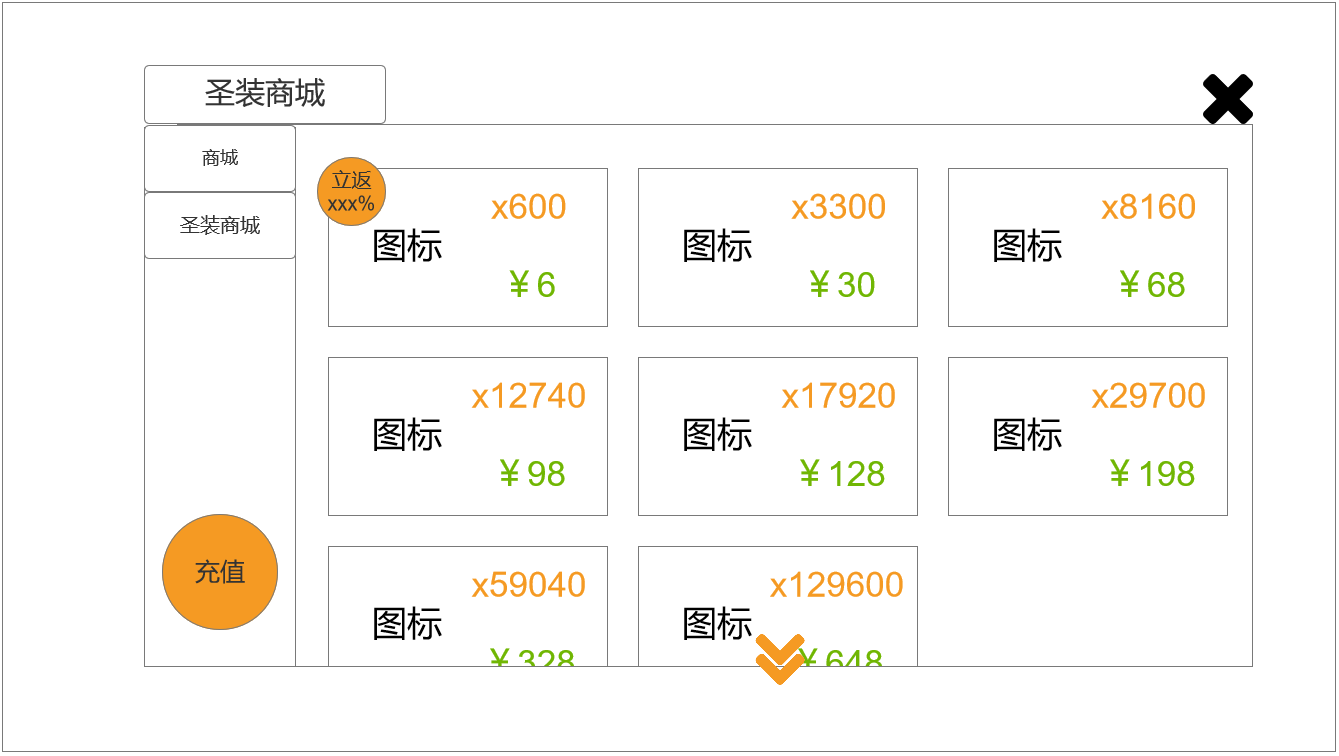 圣装商城
商城
圣装商城
充值
立返
xxx%
图标
x600
￥6
图标
x3300
￥30
图标
x8160
￥68
图标
x12740
￥98
图标
x17920
￥128
图标
x29700
￥198
图标
x59040
￥328
图标
x129600
￥648